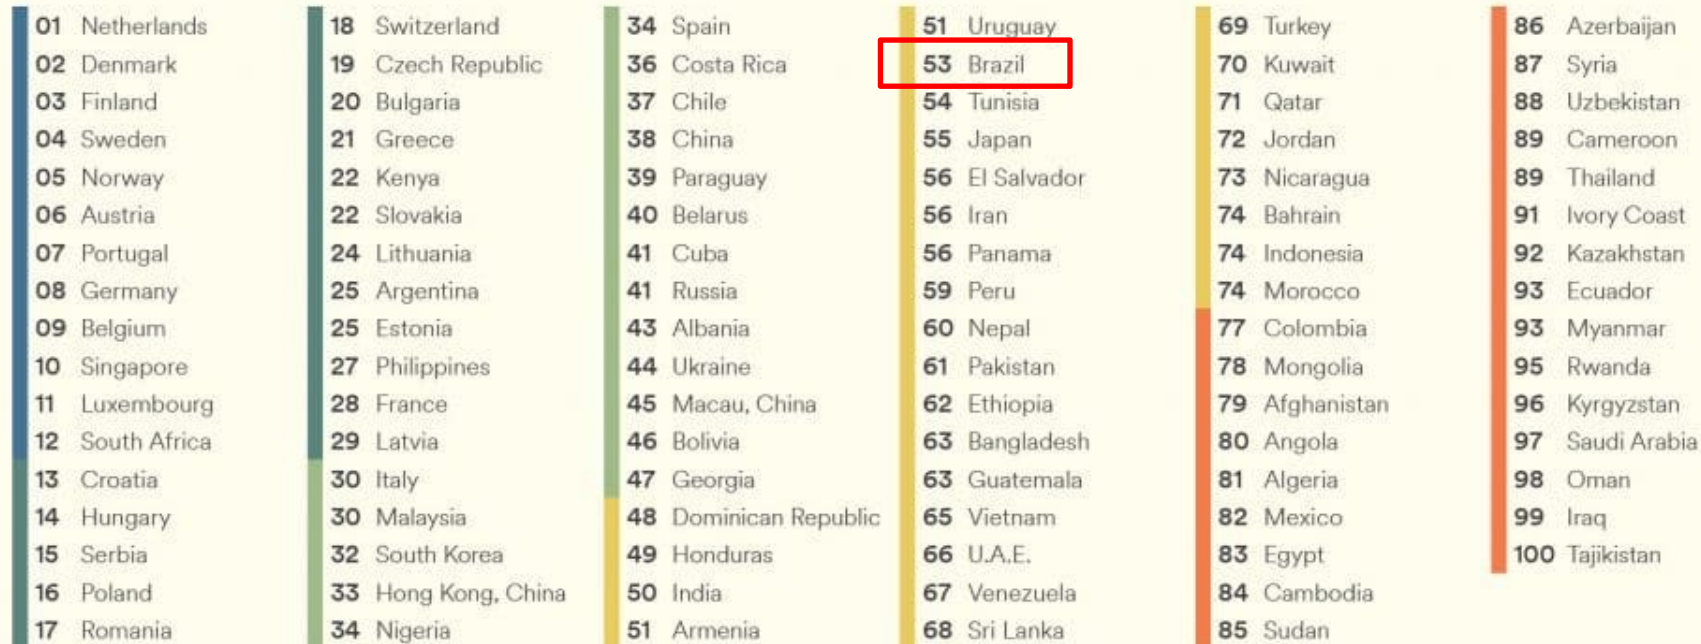 01 Netherlands
02 Denmark
03 Finland
04 Sweden
05 Norway
06 Austria
07 Portugal
08 Germany
09 Belgium
10 Singapore
11 Luxembourg
12 South Africa
13 Croatia
14 Hungary
15 Serbia
16 Poland
17 Romania
18 Switzerland
19 Czech Republic
20 Bulgaria
21 Greece
22 Kenya
22 Slovakia
24 Lithuania
25 Argentina
25 Estonia
27 Philippines
28 France
29 Latvia
30 Italy
30 Malaysia
32 South Korea
33 Hong Kong, China
34 Nigeria
34 Spain
36 Costa Rica
37 Chile
38 China
39 Paraguay
40 Belarus
41 Cuba
41 Russia
43 Albania
44 Ukraine
45 Macau, China
46 Bolivia
47 Georgia
48 Dominican Republic
49 Honduras
50 India
51 Armenia
51 Uruguay
53 Brazil
54 Tunisia
55 Japan
56 El Salvador
56 Iran
56 Panama
59 Peru
60 Nepal
61 Pakistan
62 Ethiopia
63 Bangladesh
63 Guatemala
65 Vietnam
66 U.A.E.
67 Venezuela
68 Sri Lanka
69 Turkey
70 Kuwait
71 Qatar
72 Jordan
73 Nicaragua
74 Bahrain
74 Indonesia
74 Morocco
77 Colombia
78 Mongolia
79 Afghanistan
80 Angola
81 Algeria
82 Mexico
83 Egypt
84 Cambodia
85 Sudan
86 Azerbaijan
87 Syria
88 Uzbekistan
89 Cameroon
89 Thailand
91 Ivory Coast
92 Kazakhstan
93 Ecuador
93 Myanmar
95 Rwanda
96 Kyrgyzstan
97 Saudi Arabia
98 Oman
99 Iraq
100 Tajikistan